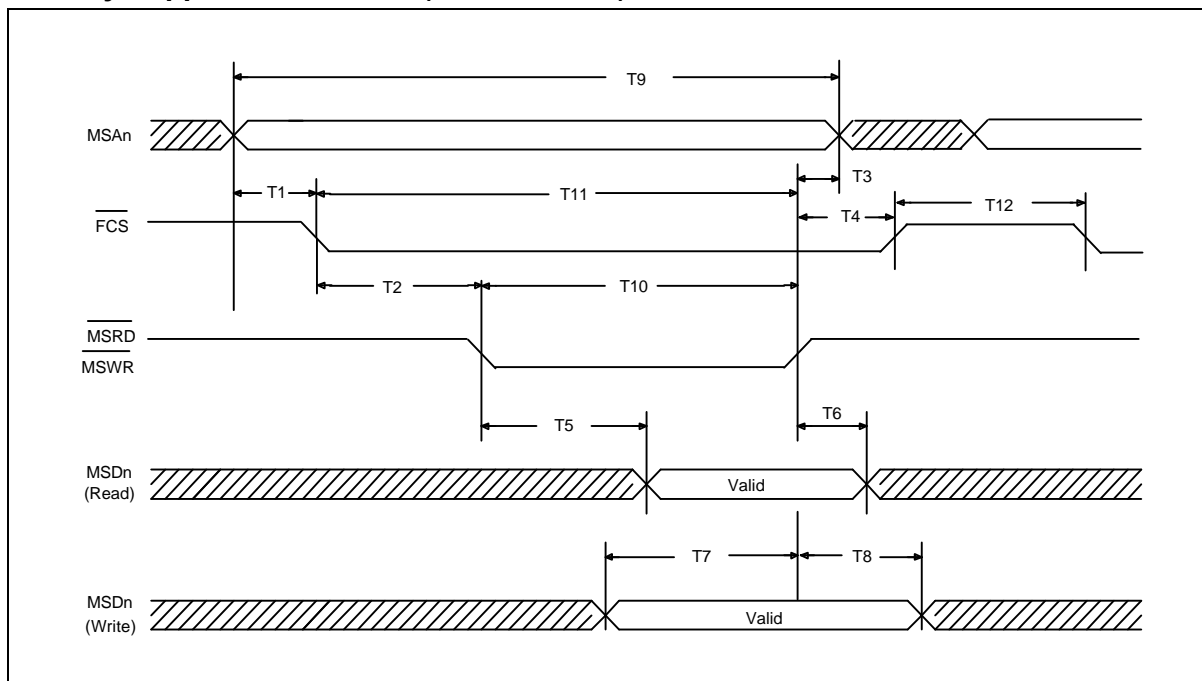 T9
MSAn
T3
T1
T11
T4
T12
FCS
T2
T10
MSRD
MSWR
T6
T5
MSDn
(Read)
Valid
T7
T8
MSDn
(Write)
Valid